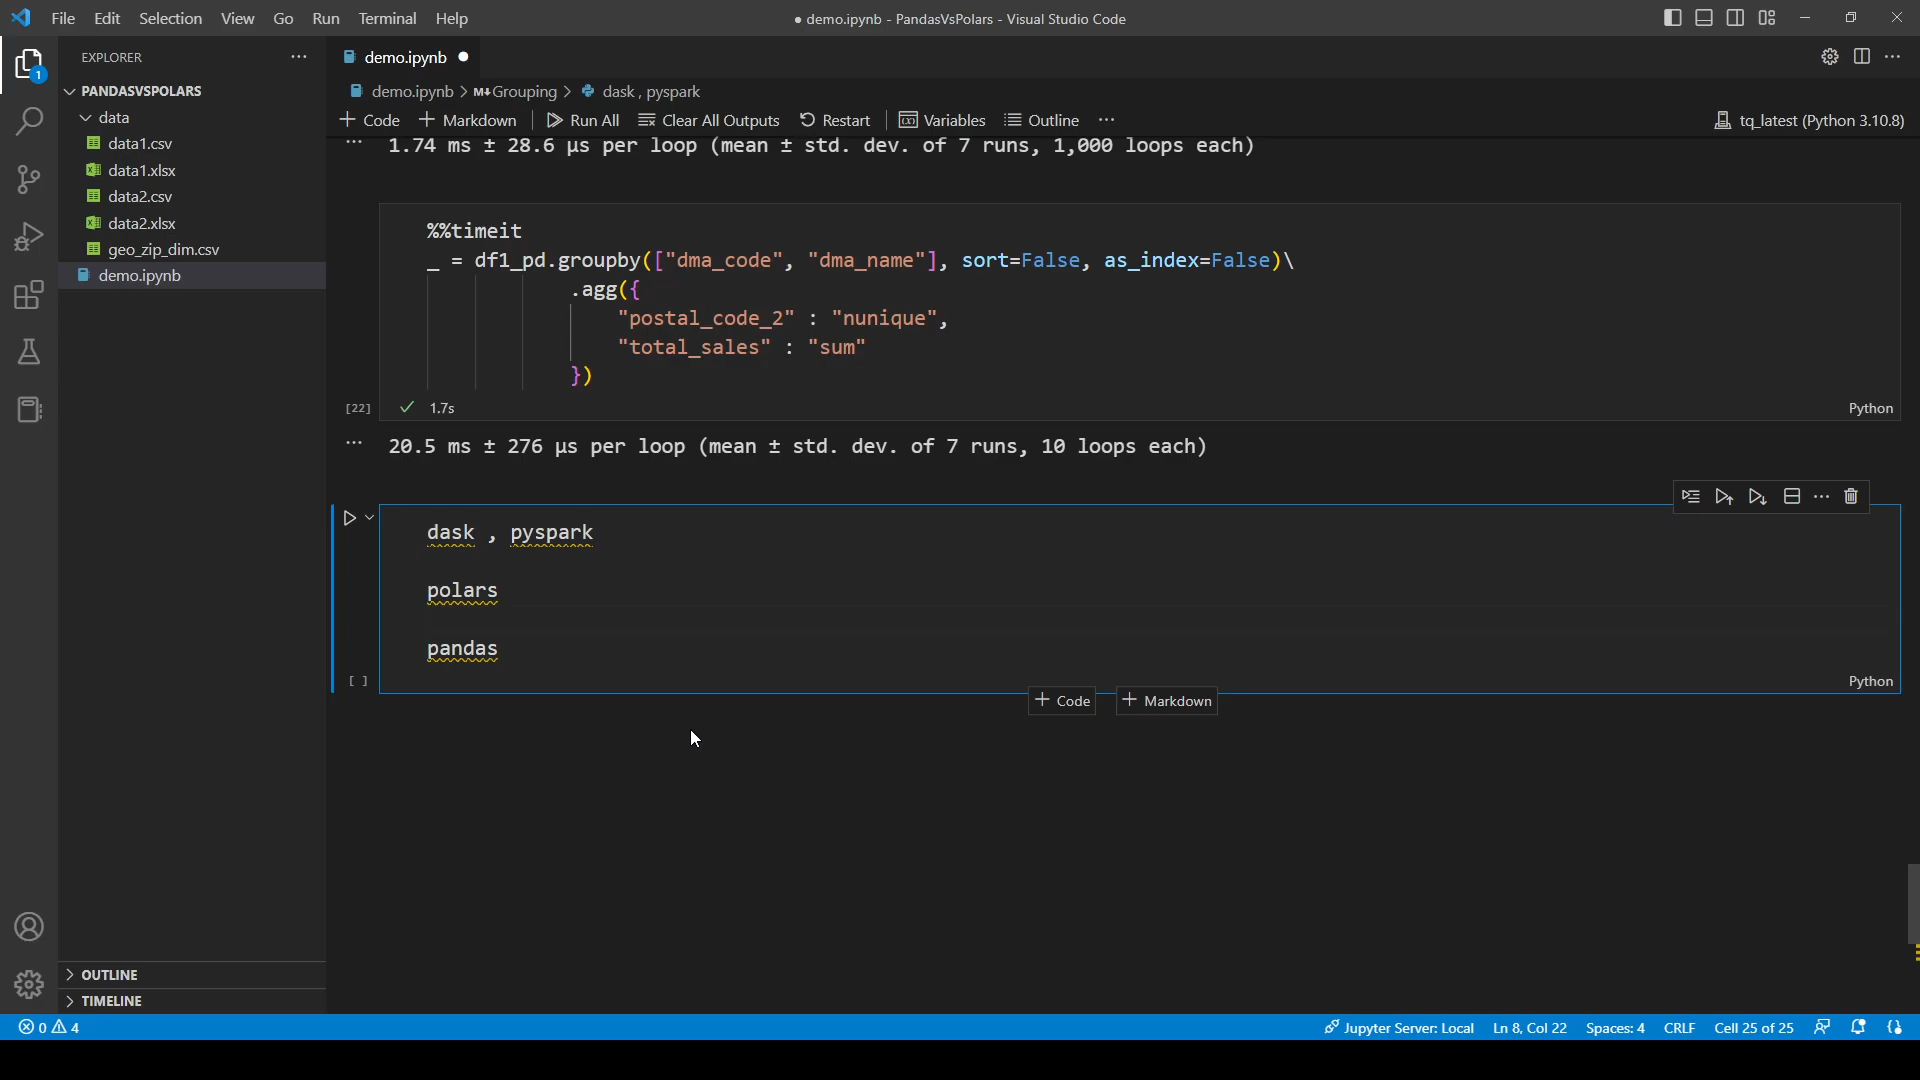 File Edit Selection View Go Run Terminal Help
● demo.ipynb - PandasVsPolars - Visual Studio Code
EXPLORER
demo.ipynb
1
PANDASVSPOLARS
demo.ipynb > M↓ Grouping > dask , pyspark
data
+ Code + Markdown Run All Clear All Outputs Restart Variables Outline ...
tq_latest (Python 3.10.8)
data1.csv
data1.xlsx
data2.csv
data2.xlsx
geo_zip_dim.csv
demo.ipynb
1.74 ms ± 28.6 µs per loop (mean ± std. dev. of 7 runs, 1,000 loops each)
%%timeit
_ = df1_pd.groupby(["dma_code", "dma_name"], sort=False, as_index=False)\
.agg({
"postal_code_2" : "nunique",
"total_sales" : "sum"
})
[22] ✓ 1.7s
Python
20.5 ms ± 276 µs per loop (mean ± std. dev. of 7 runs, 10 loops each)
dask , pyspark
polars
pandas
[ ]
Python
+ Code + Markdown
OUTLINE
TIMELINE
0 4
Jupyter Server: Local Ln 8, Col 22 Spaces: 4 CRLF Cell 25 of 25